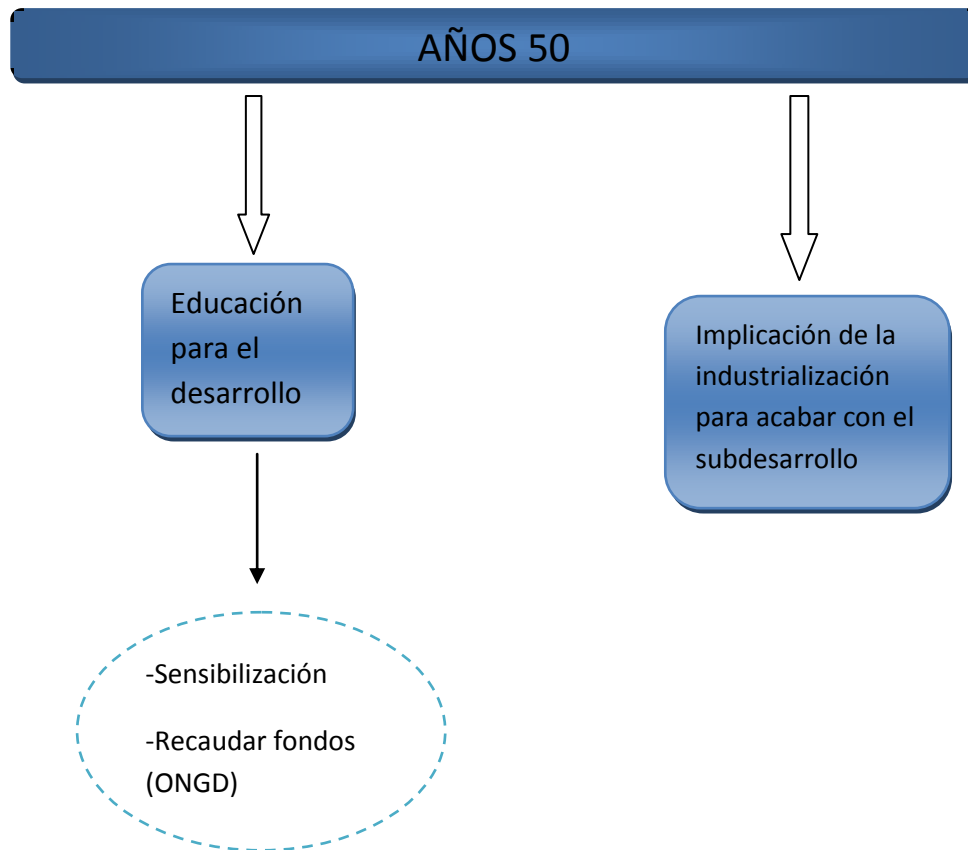 AÑOS 50
Educación
para el
desarrollo
Implicación de la
industrialización
para acabar con el
subdesarrollo
-Sensibilización
-Recaudar fondos
(ONGD)